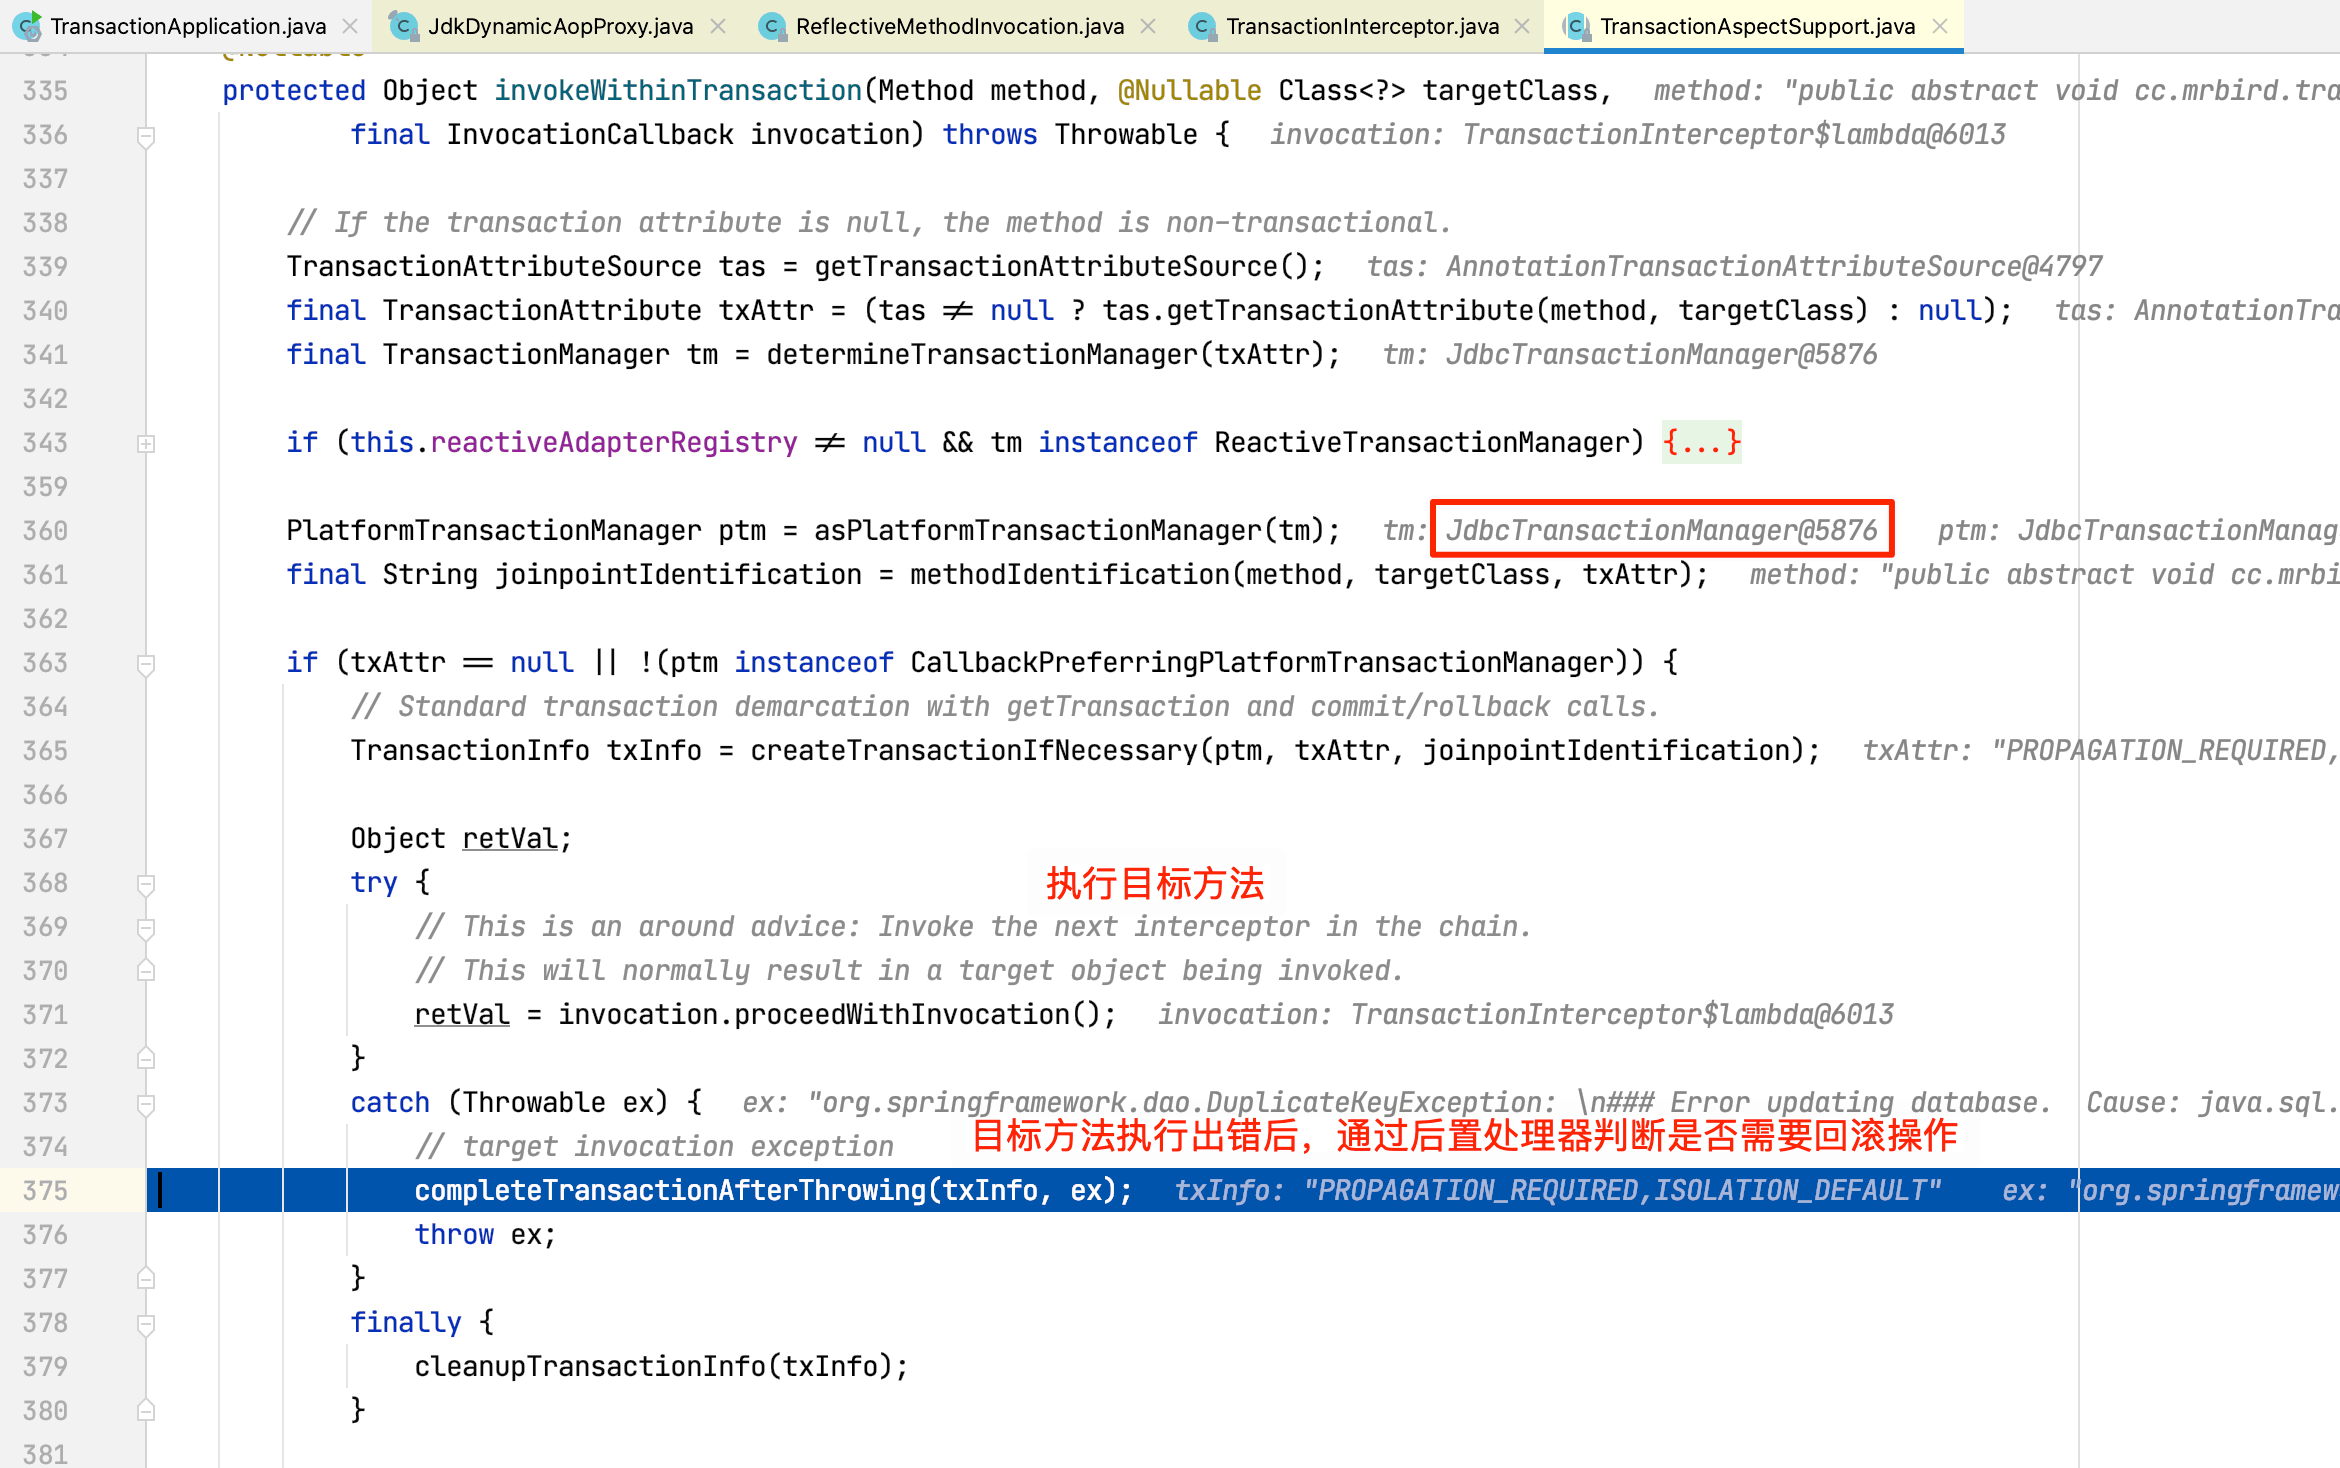 TransactionApplication.java JdkDynamicAopProxy.java ReflectiveMethodInvocation.java TransactionInterceptor.java TransactionAspectSupport.java
335 protected Object invokeWithinTransaction(Method method, @Nullable Class<?> targetClass, method: "public abstract void cc.mrbird.tra
336 final InvocationCallback invocation) throws Throwable { invocation: TransactionInterceptor$lambda@6013
337
338 // If the transaction attribute is null, the method is non-transactional.
339 TransactionAttributeSource tas = getTransactionAttributeSource(); tas: AnnotationTransactionAttributeSource@4797
340 final TransactionAttribute txAttr = (tas != null ? tas.getTransactionAttribute(method, targetClass) : null); tas: AnnotationTra
341 final TransactionManager tm = determineTransactionManager(txAttr); tm: JdbcTransactionManager@5876
342
343 if (this.reactiveAdapterRegistry != null && tm instanceof ReactiveTransactionManager) {...}
359
360 PlatformTransactionManager ptm = asPlatformTransactionManager(tm); tm: JdbcTransactionManager@5876 ptm: JdbcTransactionManag
361 final String joinpointIdentification = methodIdentification(method, targetClass, txAttr); method: "public abstract void cc.mrbi
362
363 if (txAttr == null || !(ptm instanceof CallbackPreferringPlatformTransactionManager)) {
364 // Standard transaction demarcation with getTransaction and commit/rollback calls.
365 TransactionInfo txInfo = createTransactionIfNecessary(ptm, txAttr, joinpointIdentification); txAttr: "PROPAGATION_REQUIRED,
366
367 Object retVal;
368 try {
执行目标方法
369 // This is an around advice: Invoke the next interceptor in the chain.
370 // This will normally result in a target object being invoked.
371 retVal = invocation.proceedWithInvocation(); invocation: TransactionInterceptor$lambda@6013
372 }
373 catch (Throwable ex) { ex: "org.springframework.dao.DuplicateKeyException: \n### Error updating database. Cause: java.sql.
374 // target invocation exception
目标方法执行出错后，通过后置处理器判断是否需要回滚操作
375 completeTransactionAfterThrowing(txInfo, ex); txInfo: "PROPAGATION_REQUIRED,ISOLATION_DEFAULT" ex: "org.springframew
376 throw ex;
377 }
378 finally {
379 cleanupTransactionInfo(txInfo);
380 }
381